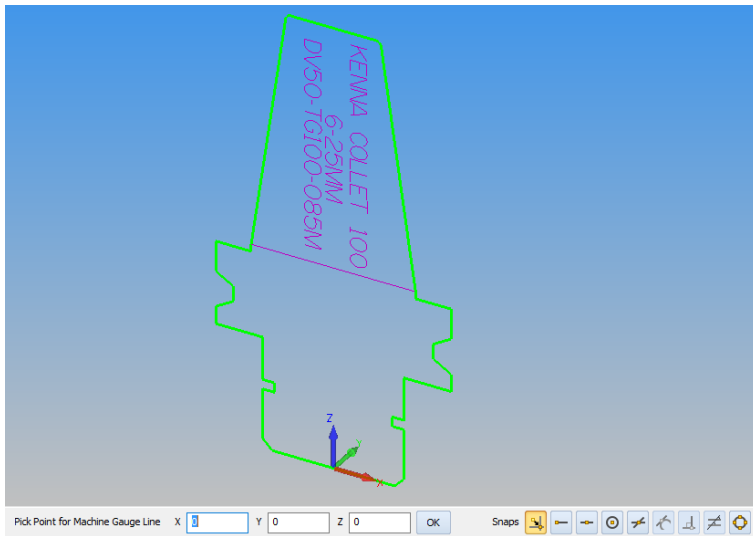 KENNA COLLET 100
6-25MM
DV50-TG100-085M
Z
Y
X
Pick Point for Machine Gauge Line X 0 Y 0 Z 0 OK Snaps